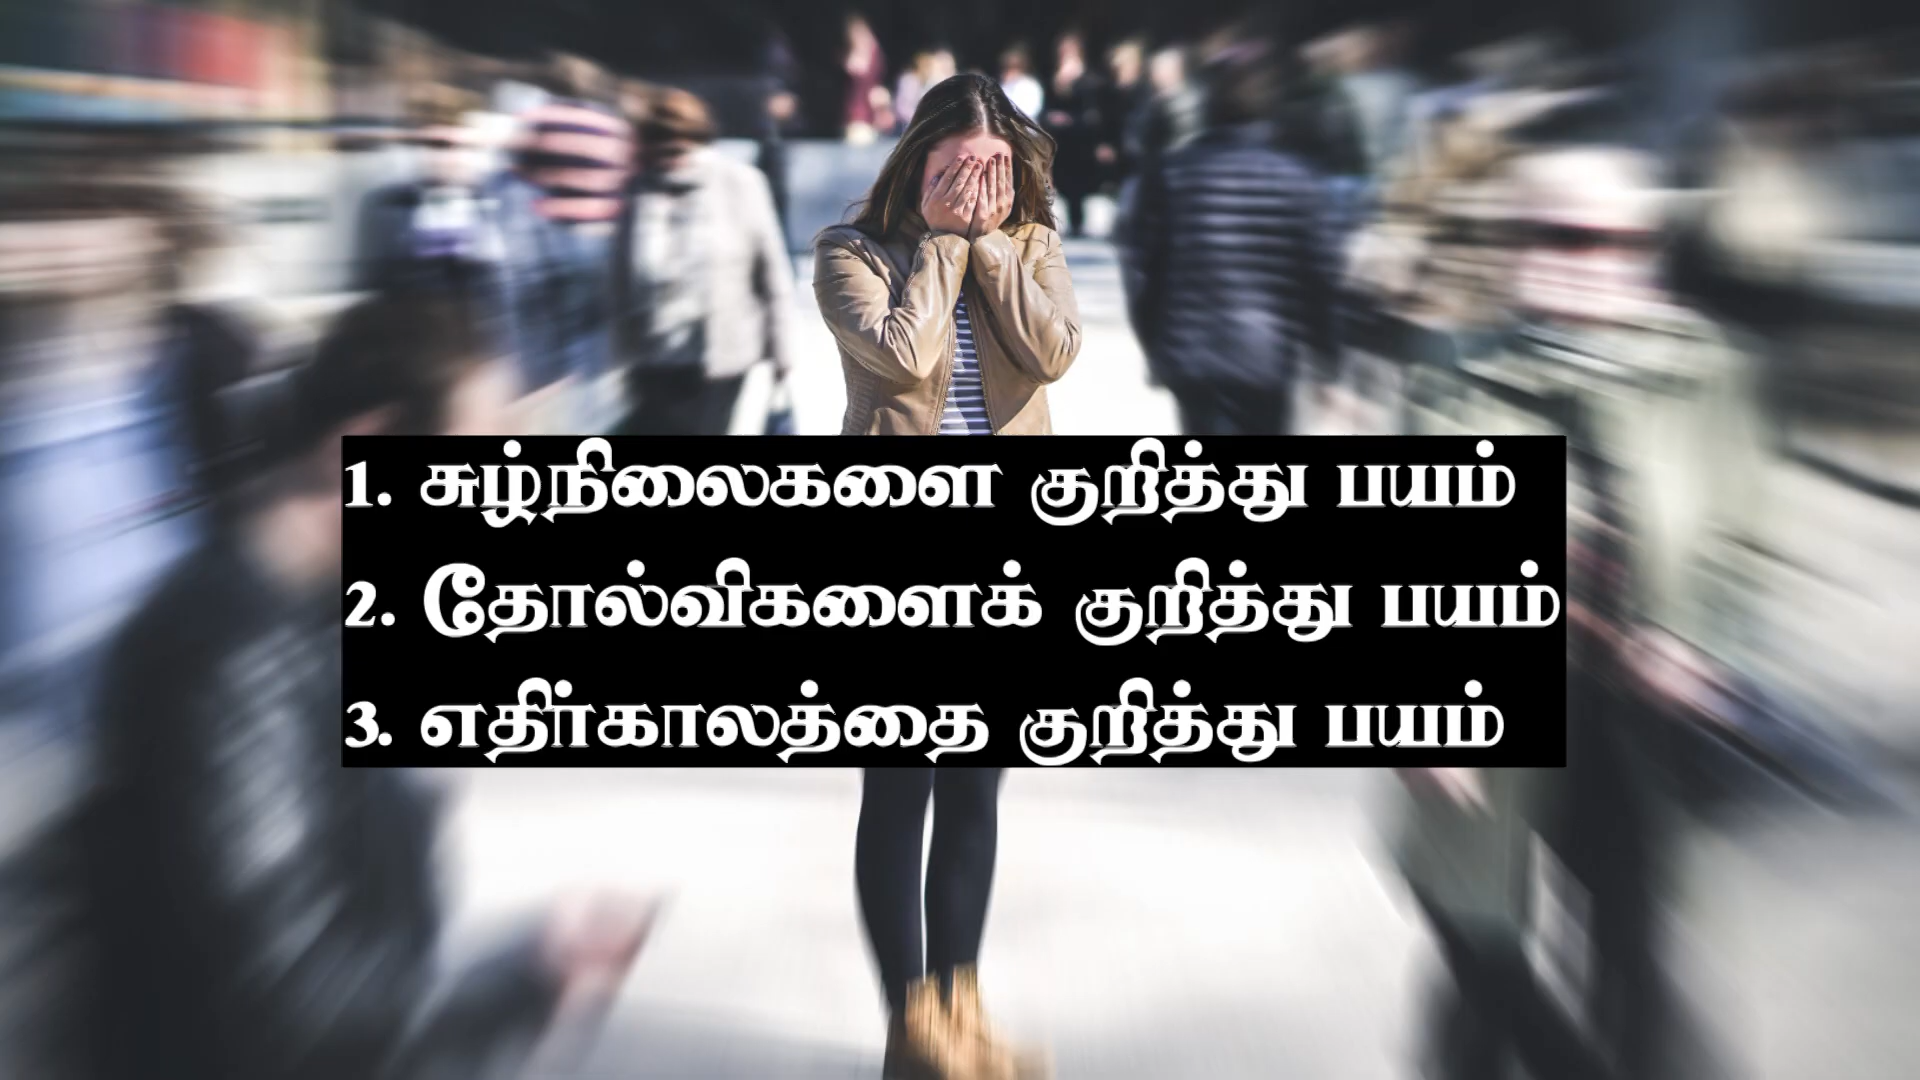 1. சுழ்நிலைகளை குறித்து பயம்
2. தோல்விகளைக் குறித்து பயம்
3. எதிர்காலத்தை குறித்து பயம்